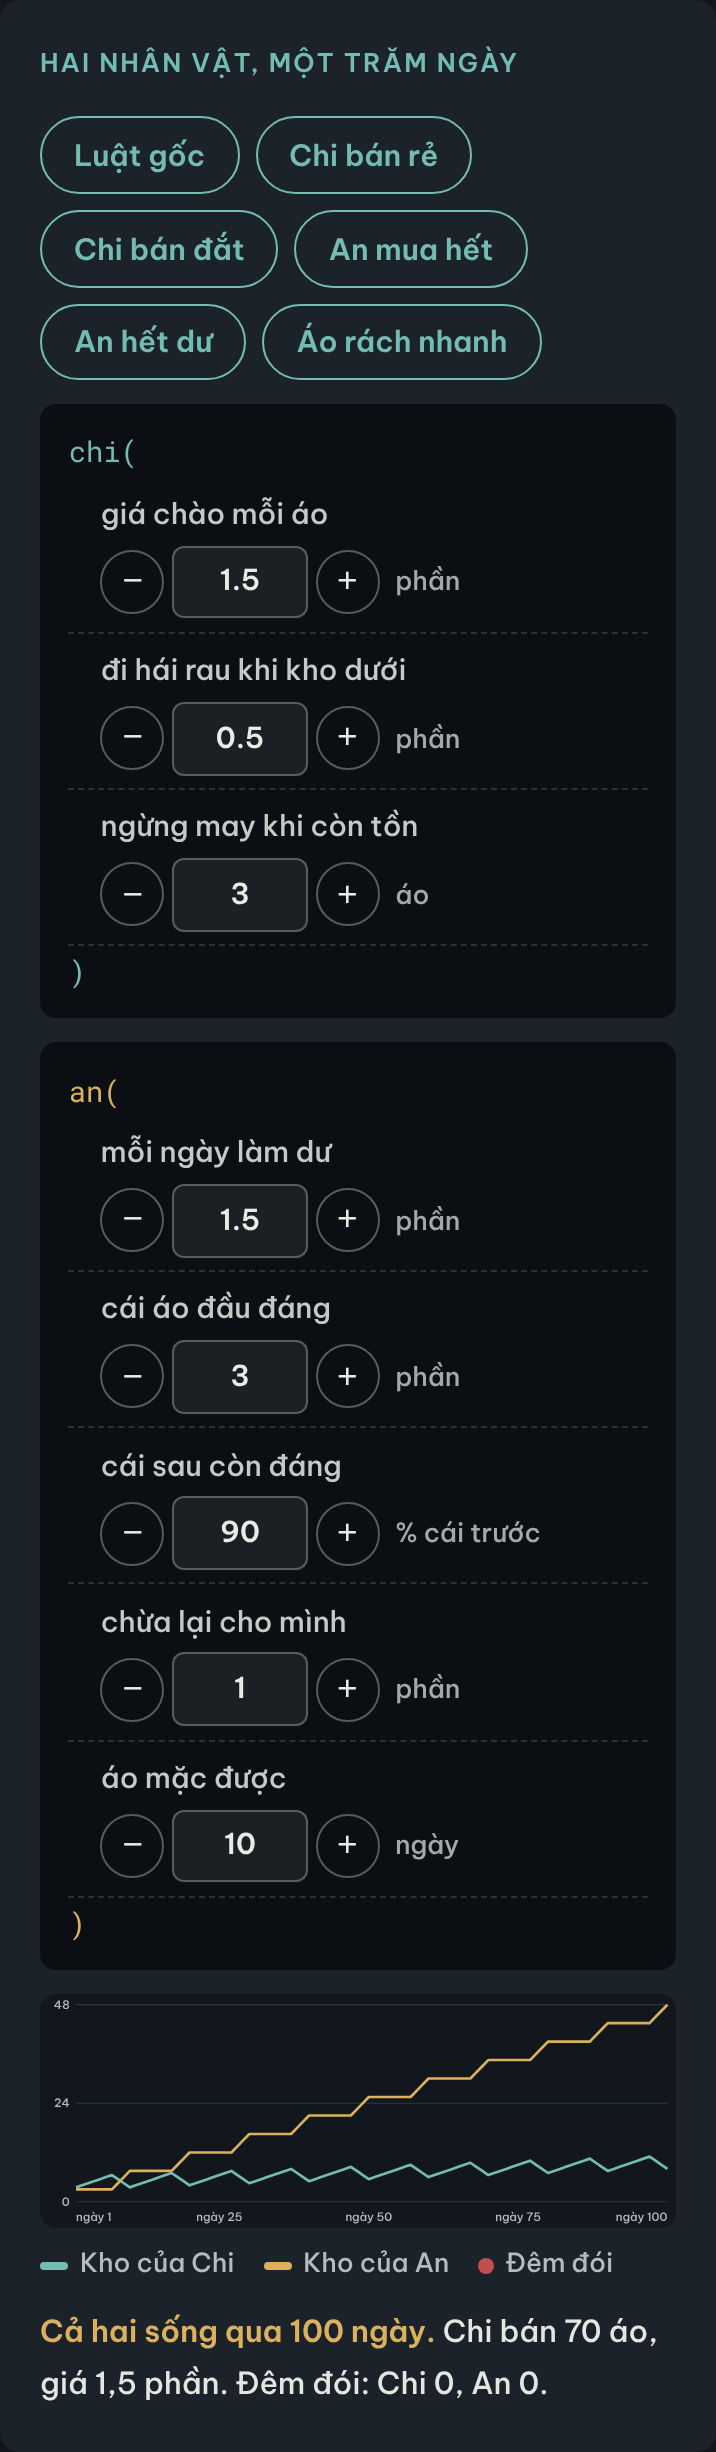 HAI NHÂN VẬT, MỘT TRĂM NGÀY
Luật gốc
Chi bán rẻ
Chi bán đắt
An mua hết
An hết dư
Áo rách nhanh
chi(
giá chào mỗi áo
− 1.5 + phần
đi hái rau khi kho dưới
− 0.5 + phần
ngừng may khi còn tồn
− 3 + áo
)
an(
mỗi ngày làm dư
− 1.5 + phần
cái áo đầu đáng
− 3 + phần
cái sau còn đáng
− 90 + % cái trước
chừa lại cho mình
− 1 + phần
áo mặc được
− 10 + ngày
)
48
24
0
ngày 1 ngày 25 ngày 50 ngày 75 ngày 100
Kho của Chi Kho của An Đêm đói
Cả hai sống qua 100 ngày. Chi bán 70 áo,
giá 1,5 phần. Đêm đói: Chi 0, An 0.